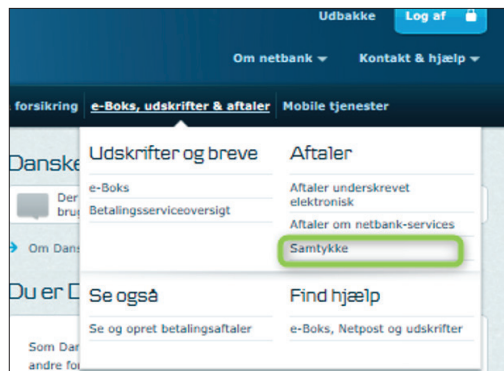 Udbakke Log af
Om netbank Kontakt & hjælp
forsikring e-Boks, udskrifter & aftaler Mobile tjenester
Danske
Der
brug
Om Dans
Du er D
Som Dan
andre fo
Udskrifter og breve
e-Boks
Betalingsserviceoversigt
Aftaler
Aftaler underskrevet
elektronisk
Aftaler om netbank-services
Samtykke
Se også
Se og opret betalingsaftaler
Find hjælp
e-Boks, Netpost og udskrifter